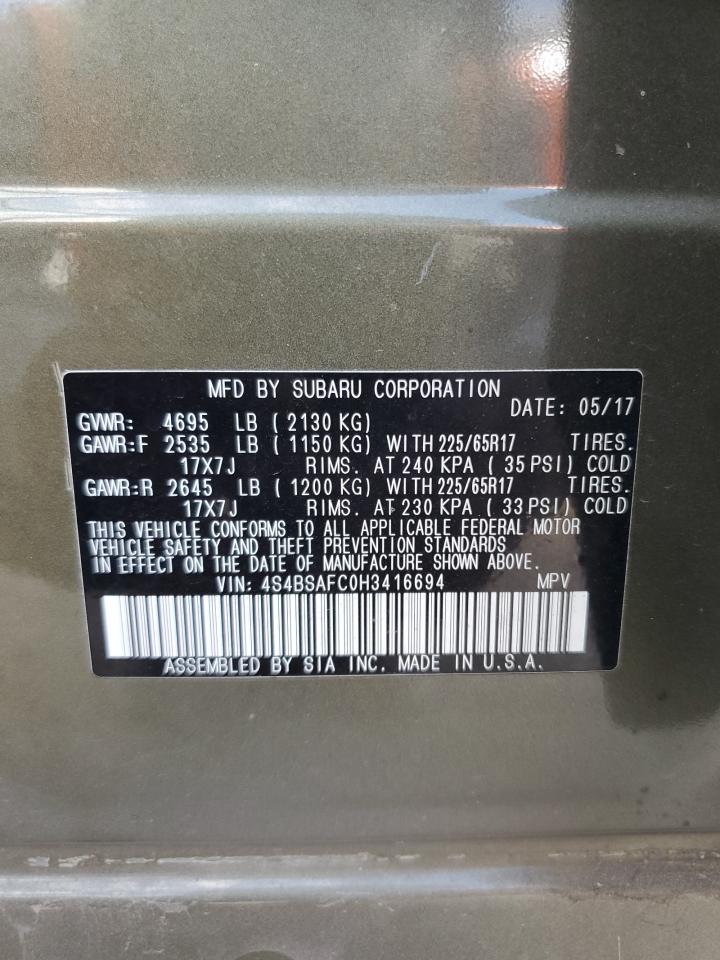 MFD BY SUBARU CORPORATION
DATE: 05/17
GVWR: 4695 LB ( 2130 KG)
GAWR:F 2535 LB ( 1150 KG) WITH 225/65R17 TIRES.
17X7J RIMS. AT 240 KPA ( 35 PSI) COLD
GAWR:R 2645 LB ( 1200 KG) WITH 225/65R17 TIRES.
17X7J RIMS. AT 230 KPA ( 33 PSI) COLD
THIS VEHICLE CONFORMS TO ALL APPLICABLE FEDERAL MOTOR
VEHICLE SAFETY AND THEFT PREVENTION STANDARDS
IN EFFECT ON THE DATE OF MANUFACTURE SHOWN ABOVE.
VIN: 4S4BSAFC0H3416694 MPV
ASSEMBLED BY SIA INC. MADE IN U.S.A.